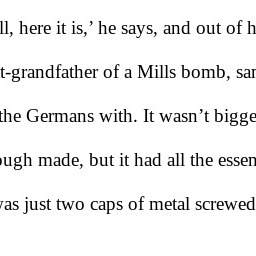 ll, here it is,’ he says, and out of h
t-grandfather of a Mills bomb, sar
the Germans with. It wasn’t bigge
ough made, but it had all the essen
was just two caps of metal screwed